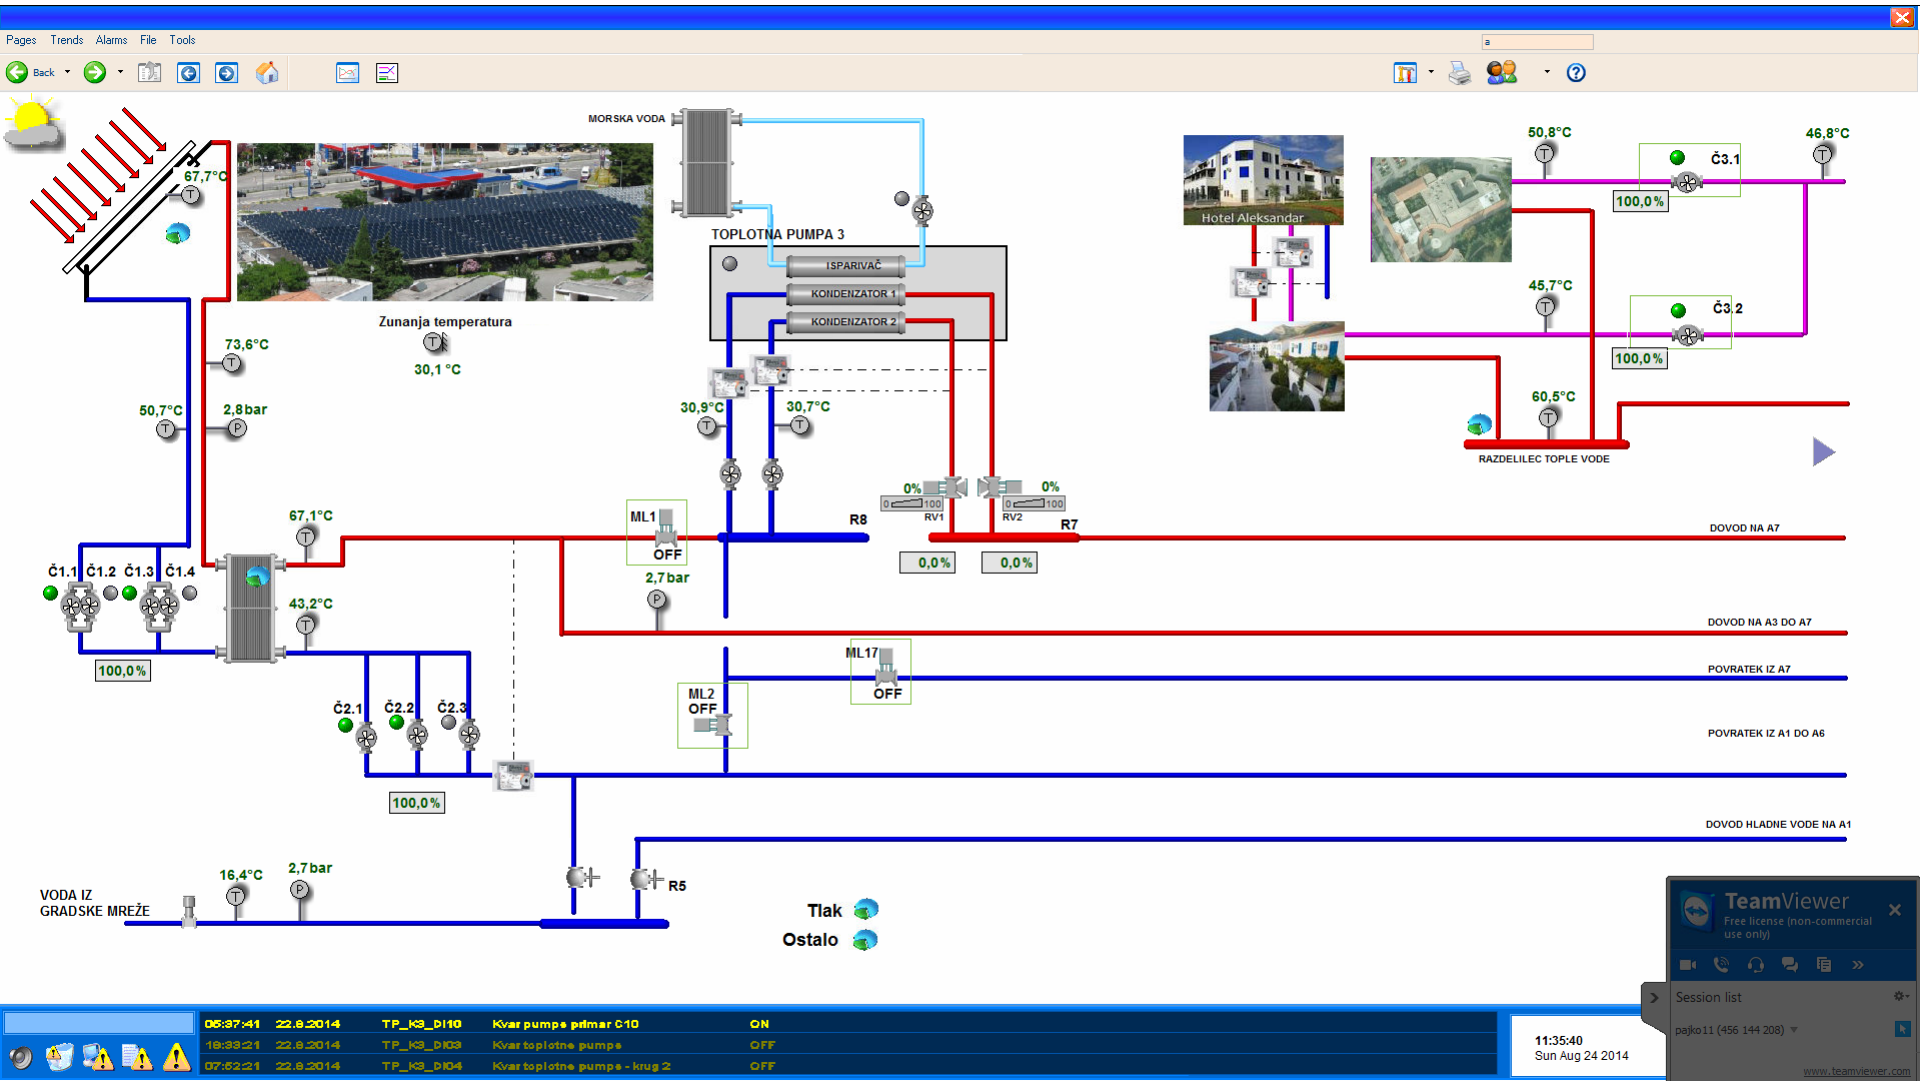 Pages Trends Alarms File Tools
a
Back
MORSKA VODA
50,8°C
46,8°C
Č3.1
67,7°C
T
T
T
100,0%
Hotel Aleksandar
TOPLOTNA PUMPA 3
ISPARIVAČ
KONDENZATOR 1
KONDENZATOR 2
45,7°C
T
Č3.2
100,0%
Zunanja temperatura
T
30,1 °C
73,6°C
T
50,7°C
T
2,8bar
P
30,9°C
T
30,7°C
T
60,5°C
T
RAZDELILEC TOPLE VODE
67,1°C
T
ML1
OFF
R8
0%
0 100
RV1
0%
0 100
RV2
R7
DOVOD NA A7
0,0%
0,0%
2,7bar
P
Č1.1 Č1.2 Č1.3 Č1.4
43,2°C
T
DOVOD NA A3 DO A7
100,0%
ML17
OFF
POVRATEK IZ A7
ML2
OFF
Č2.1 Č2.2 Č2.3
POVRATEK IZ A1 DO A6
100,0%
DOVOD HLADNE VODE NA A1
16,4°C
T
2,7bar
P
R5
VODA IZ
GRADSKE MREŽE
Tlak
Ostalo
TeamViewer
Free license (non-commercial
use only)
Session list
pajko11 (456 144 208)
www.teamviewer.com
05:37:41 22.8.2014 TP_K3_DI10 Kvar pumpe primar C10 ON
19:33:21 22.8.2014 TP_K3_DI03 Kvar toplotne pumpe OFF
07:52:21 22.8.2014 TP_K3_DI04 Kvar toplotne pumpe - krug 2 OFF
11:35:40
Sun Aug 24 2014